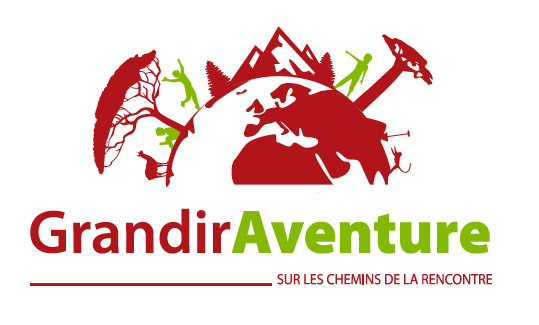 GrandirAventure
SUR LES CHEMINS DE LA RENCONTRE